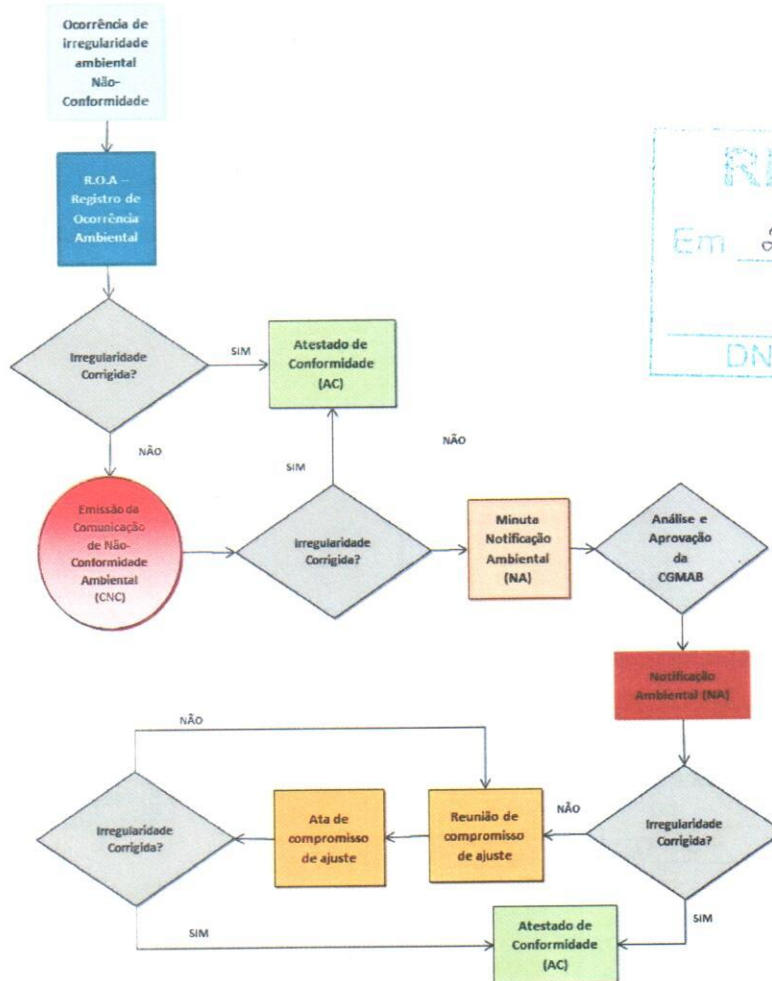 Ocorrência de
irregularidade
ambiental
Não-
Conformidade
R.O.A –
Registro de
Ocorrência
Ambiental
Irregularidade
Corrigida?
SIM
Atestado de
Conformidade
(AC)
NÃO
Emissão da
Comunicação
de Não-
Conformidade
Ambiental
(CNC)
SIM
Irregularidade
Corrigida?
NÃO
Minuta
Notificação
Ambiental
(NA)
Análise e
Aprovação
da
CGMAB
Notificação
Ambiental (NA)
Irregularidade
Corrigida?
NÃO
Reunião de
compromisso
de ajuste
Ata de
compromisso
de ajuste
Irregularidade
Corrigida?
NÃO
SIM
Atestado de
Conformidade
(AC)
SIM
Em
DN